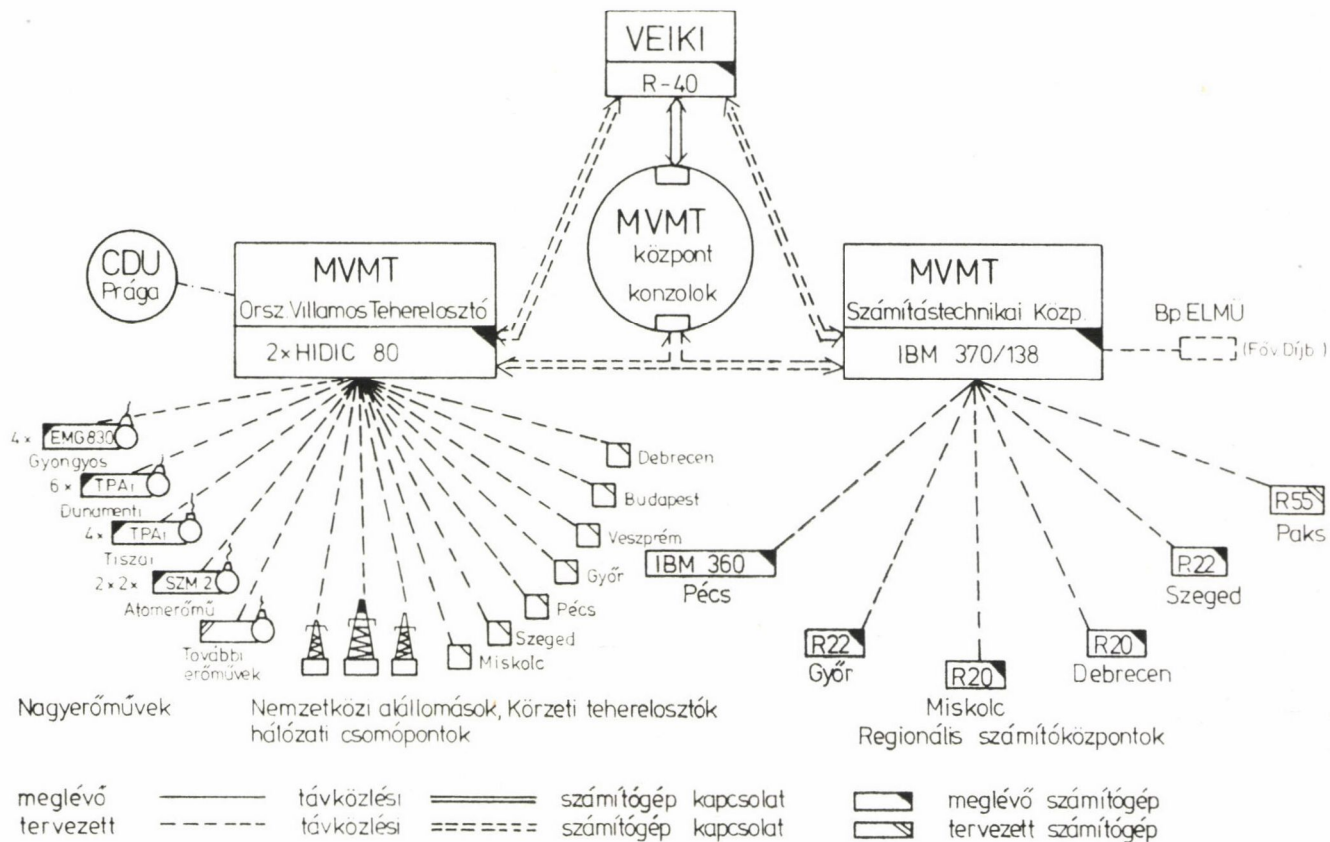 VEIKI
R-40
MVMT
központ
konzolok
CDU
Prága
MVMT
Orsz. Villamos Teherelosztó
2×HIDIC 80
MVMT
Számítástechnikai Közp.
IBM 370/138
Bp ELMÜ
(Föv. Díjb.)
4× EMG 830
Gyongyos
6× TPAi
Dunamenti
4× TPAi
Tiszai
2×2× SZM 2
Atomerőmű
További
erőművek
Debrecen
Budapest
Veszprém
Győr
Pécs
Szeged
Miskolc
IBM 360
Pécs
R22
Győr
R20
Miskolc
R20
Debrecen
R22
Szeged
R55
Paks
Nagyerőművek
Nemzetközi alállomások, Körzeti teherelosztók
hálózati csomópontok
Regionális számítóközpontok
meglévő távközlési számítógép kapcsolat meglévő számítógép
tervezett távközlési számítógép kapcsolat tervezett számítógép